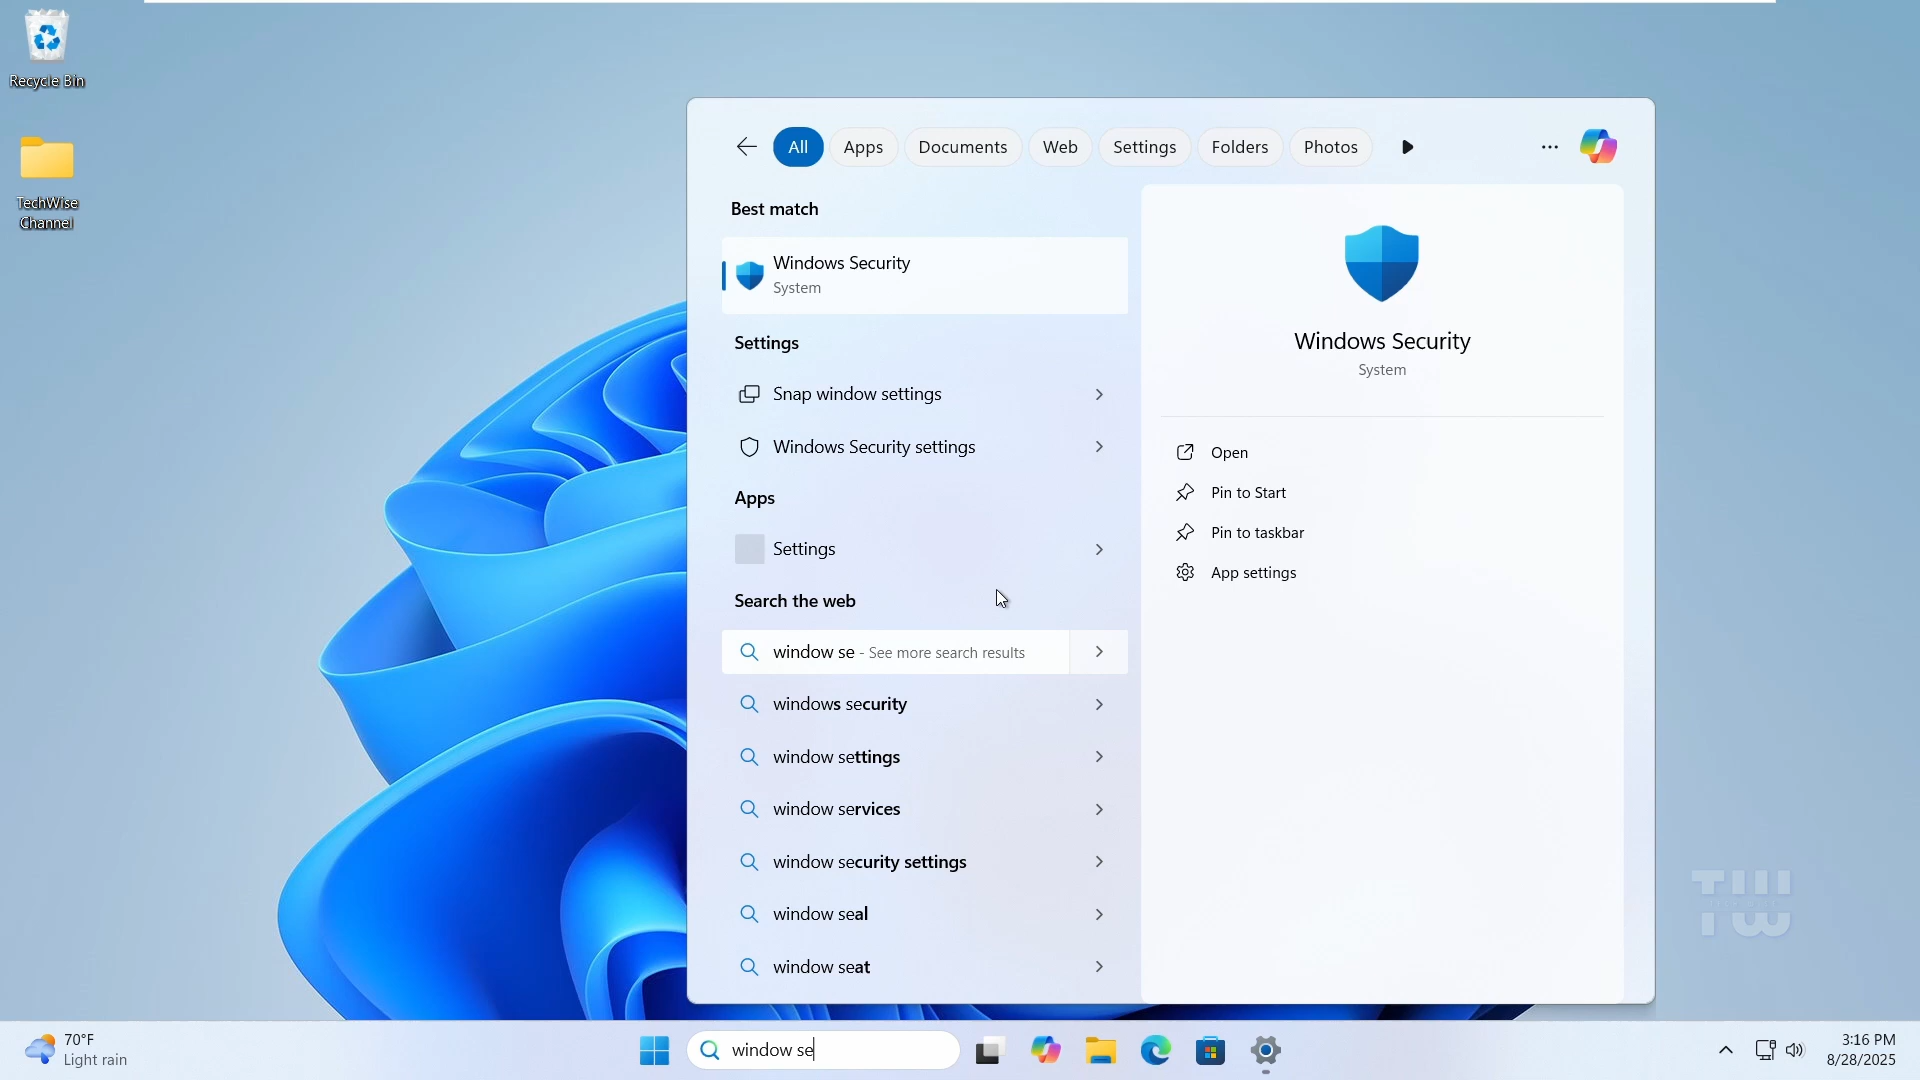 Recycle Bin
TechWise
Channel
All
Apps
Documents
Web
Settings
Folders
Photos
Best match
Windows Security
System
Settings
Snap window settings
Windows Security settings
Apps
Settings
Search the web
window se - See more search results
windows security
window settings
window services
window security settings
window seal
window seat
Windows Security
System
Open
Pin to Start
Pin to taskbar
App settings
TW
70°F
Light rain
window se
3:16 PM
8/28/2025